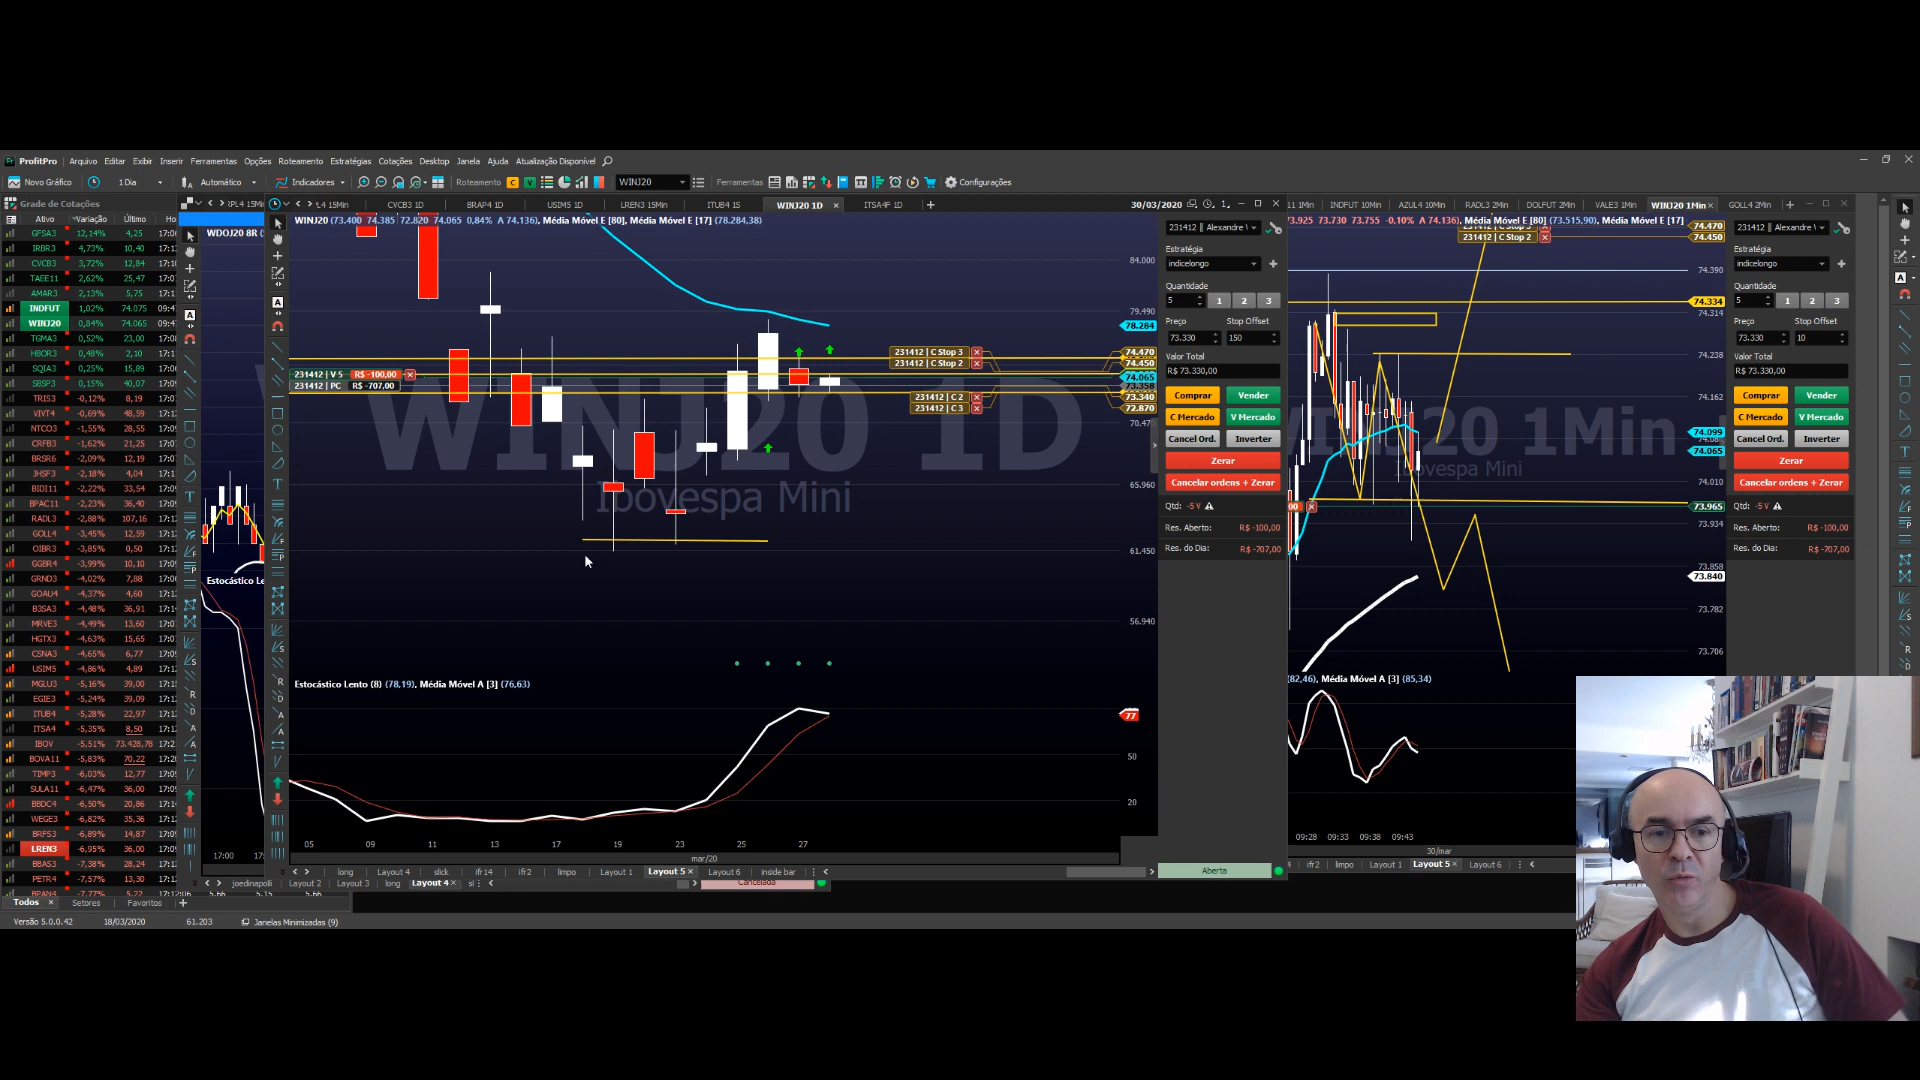 ProfitPro Arquivo Editar Exibir Inserir Ferramentas Opções Roteamento Estratégias Cotações Desktop Janela Ajuda Atualização Disponível
Novo Gráfico 1 Dia Automático Indicadores Roteamento C V WINJ20 Ferramentas Configurações
Grade de Cotações
Ativo Variação Último Ho
GFSA3 12,14% 4,25
IRBR3 4,73% 10,40
CVCB3 3,72% 12,84
TAEE11 2,62% 25,47
AMAR3 2,13% 5,75
INDFUT 1,02% 74.075
WINJ20 0,84% 74.065
TGMA3 0,52% 23,00
HBOR3 0,48% 2,10
SQIA3 0,25% 15,89
SBSP3 0,15% 40,07
TRIS3 -0,12% 8,19
VIVT4 -0,69% 48,59
NTCO3 -1,55% 28,55
CRFB3 -1,62% 21,25
BRSR6 -2,09% 12,19
JHSF3 -2,18% 4,04
BIDI11 -2,22% 33,54
BPAC11 -2,23% 36,40
RADL3 -2,88% 107,16
GOLL4 -3,45% 12,59
OIBR3 -3,85% 0,50
GGBR4 -3,99% 10,10
GRND3 -4,02% 7,88
GOAU4 -4,37% 4,60
B3SA3 -4,48% 36,91
MRVE3 -4,49% 13,60
HGTX3 -4,63% 15,65
CSNA3 -4,65% 6,77
USIM5 -4,86% 4,89
MGLU3 -5,16% 39,00
EGIE3 -5,24% 39,09
ITUB4 -5,28% 22,97
ITSA4 -5,35% 8,50
IBOV -5,51% 73.428,78
BOVA11 -5,83% 70,22
TIMP3 -6,03% 12,77
SULA11 -6,47% 36,00
BBDC4 -6,50% 20,86
WEGE3 -6,82% 35,36
BRFS3 -6,89% 14,87
LREN3 -6,95% 36,00
BBAS3 -7,38% 28,24
PETR4 -7,57% 13,30
BPAN4 -7,77% 5,22
Todos Setores Favoritos
Versão 5.0.0.42 18/03/2020 61.203 Janelas Minimizadas (9)
WDOJ20 8R
Estocástico Le
17:00
joedinapolli Layout 2 Layout 3 long Layout 4
CVCB3 1D BRAP4 1D USIM5 1D LREN3 15Min ITUB4 1S WINJ20 1D ITSA4F 1D 30/03/2020
WINJ20 (73.400 74.385 72.820 74.065 0,84% A 74.136), Média Móvel E [80], Média Móvel E [17] (78.284,38)
WINJ20 1D
Ibovespa Mini
231412 | V 5 R$ -100,00
231412 | PC R$ -707,00
231412 | C Stop 3
231412 | C Stop 2
231412 | C 2
231412 | C 3
84.000
79.490
78.284
74.470
74.450
74.065
73.340
72.870
70.47
65.960
61.450
56.940
Estocástico Lento (8) (78,19), Média Móvel A [3] (76,63)
77
50
20
05 09 11 13 17 19 23 25 27
mar/20
long Layout 4 slick ifr14 ifr2 limpo Layout 1 Layout 5 Layout 6 inside bar
Cancelada
231412 || Alexandre
Estratégia
indicelongo
Quantidade
5 1 2 3
Preço Stop Offset
73.330 150
Valor Total
R$ 73.330,00
Comprar Vender
C Mercado V Mercado
Cancel Ord. Inverter
Zerar
Cancelar ordens + Zerar
Qtd: -5 V
Res. Aberto: R$ -100,00
Res. do Dia: R$ -707,00
Aberta
INDFUT 10Min AZUL4 10Min RADL3 2Min DOLFUT 2Min VALE3 1Min WINJ20 1Min GOLL4 2Min
73.925 73.730 73.755 -0,10% A 74.136), Média Móvel E [80] (73.515,90), Média Móvel E [17]
231412 || C Stop 2
20 1Min
Ibovespa Mini
74.470
74.450
74.390
74.334
74.314
74.238
74.162
74.099
74.065
74.010
73.965
73.934
73.858
73.840
73.782
73.706
(82,46), Média Móvel A [3] (85,34)
09:28 09:33 09:38 09:43
30/mar
ifr2 limpo Layout 1 Layout 5 Layout 6
231412 || Alexandre
Estratégia
indicelongo
Quantidade
5 1 2 3
Preço Stop Offset
73.330 10
Valor Total
R$ 73.330,00
Comprar Vender
C Mercado V Mercado
Cancel Ord. Inverter
Zerar
Cancelar ordens + Zerar
Qtd: -5 V
Res. Aberto: R$ -100,00
Res. do Dia: R$ -707,00